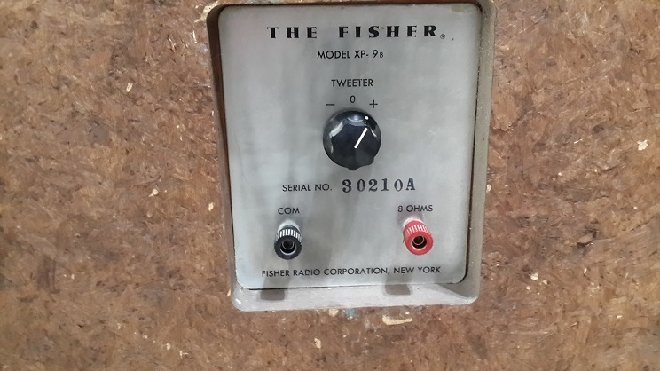 THE FISHER®
MODEL XP-9B
TWEETER
− 0 +
SERIAL NO. 30210A
COM 8 OHMS
FISHER RADIO CORPORATION, NEW YORK